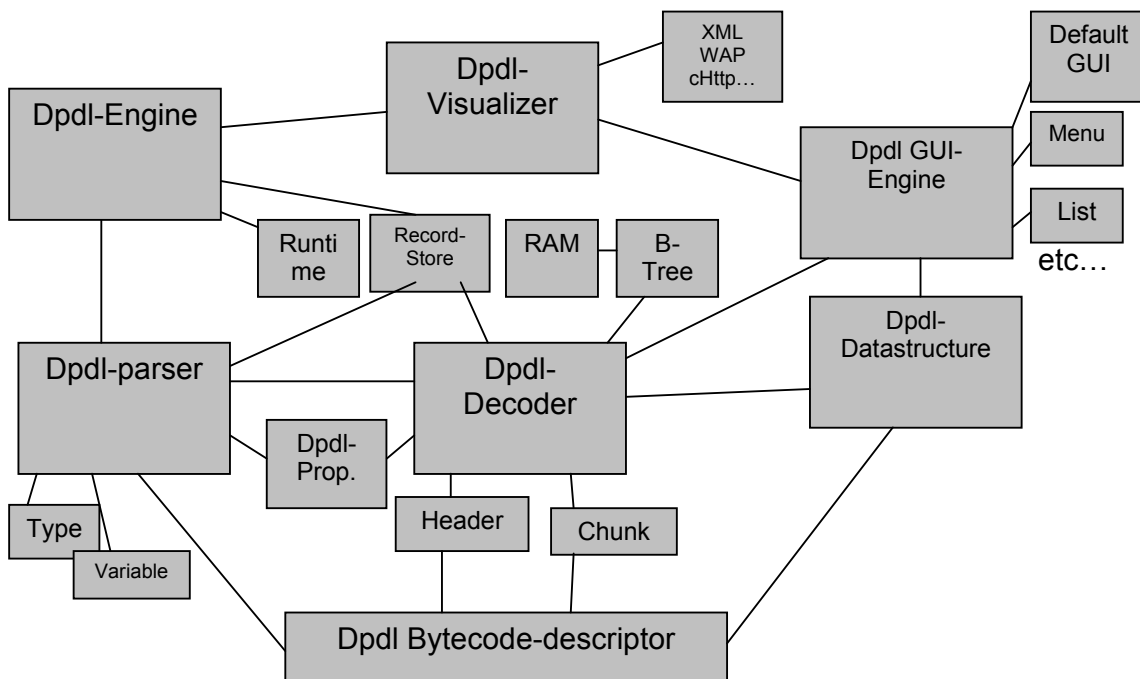 XML
WAP
cHttp…
Default
GUI
Dpdl-
Visualizer
Dpdl-Engine
Menu
Dpdl GUI-
Engine
List
etc…
Runti
me
Record-
Store
RAM
B-
Tree
Dpdl-
Datastructure
Dpdl-parser
Dpdl-
Decoder
Dpdl-
Prop.
Type
Variable
Header
Chunk
Dpdl Bytecode-descriptor